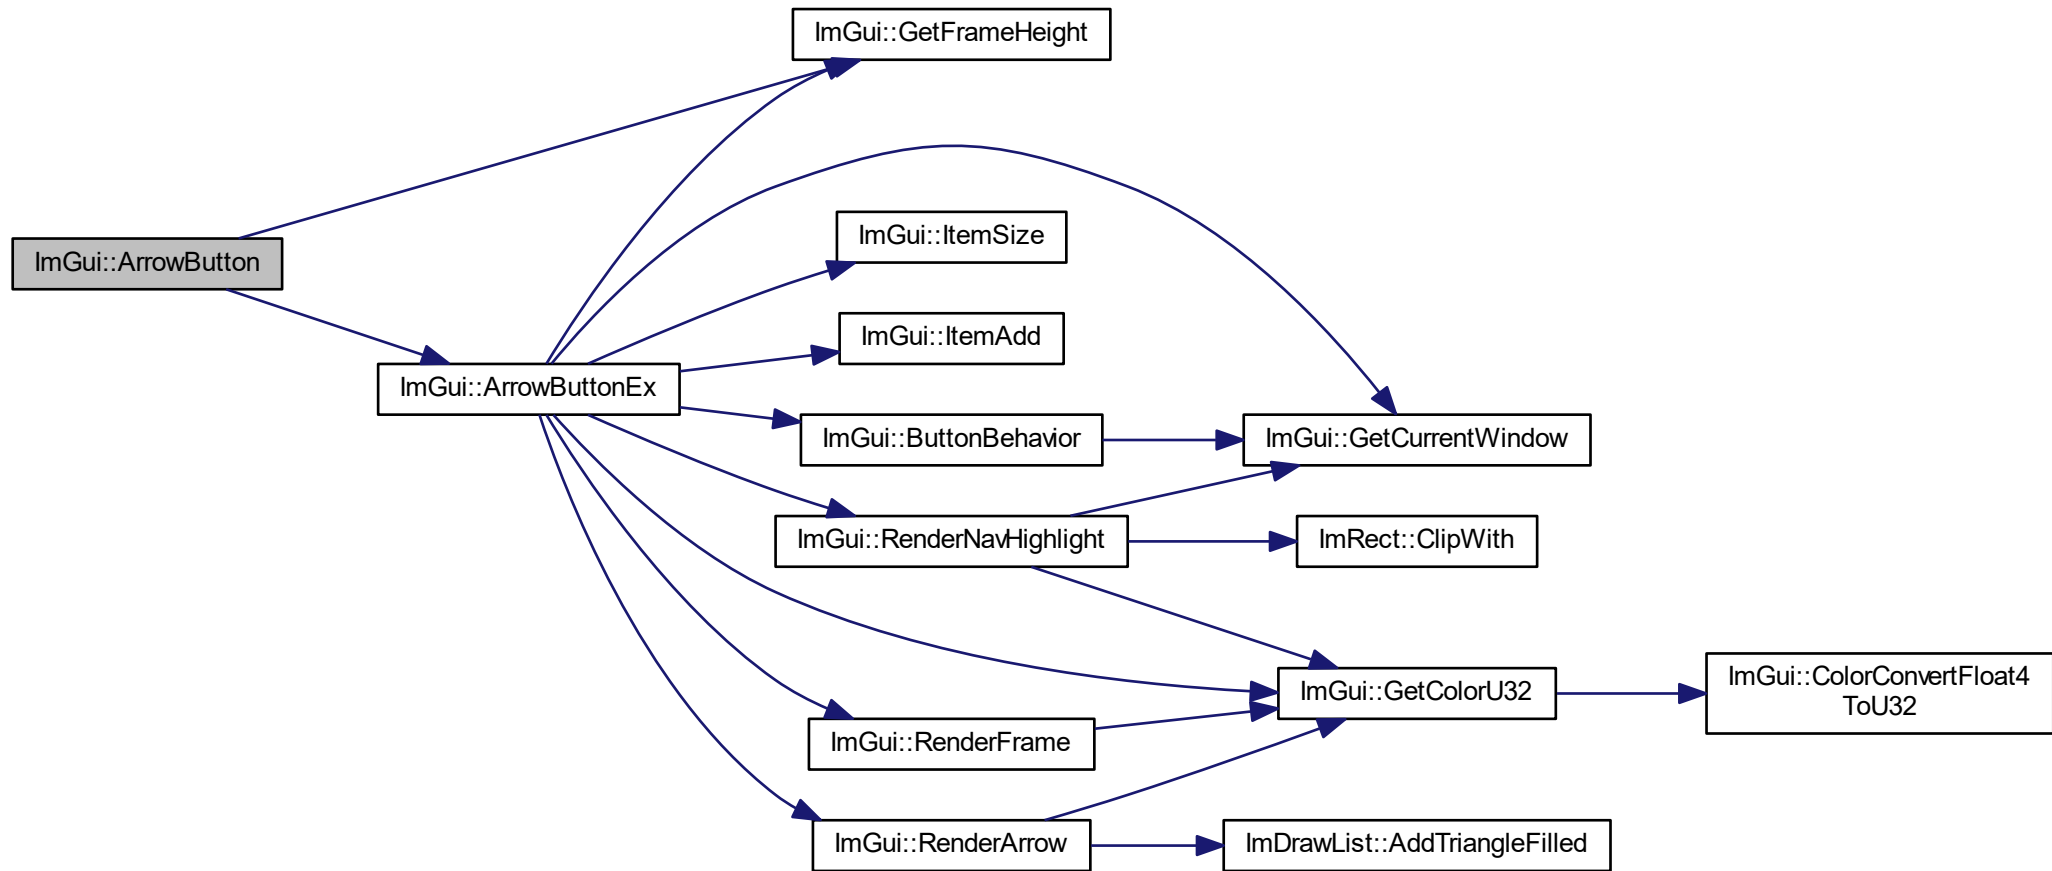 ImGui::GetFrameHeight
ImGui::ItemSize
ImGui::ArrowButton
ImGui::ItemAdd
ImGui::ArrowButtonEx
ImGui::ButtonBehavior
ImGui::GetCurrentWindow
ImGui::RenderNavHighlight
ImRect::ClipWith
ImGui::GetColorU32
ImGui::ColorConvertFloat4
ToU32
ImGui::RenderFrame
ImGui::RenderArrow
ImDrawList::AddTriangleFilled